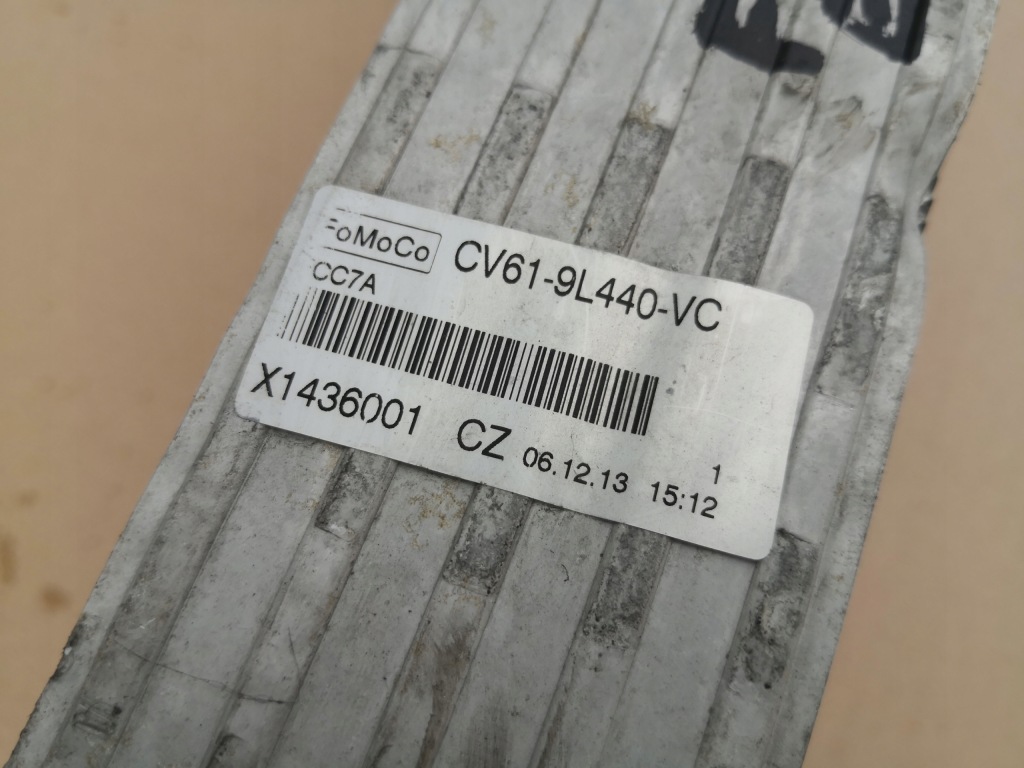 FoMoCo CV61-9L440-VC
CC7A
X1436001 CZ 06.12.13 15:12
1